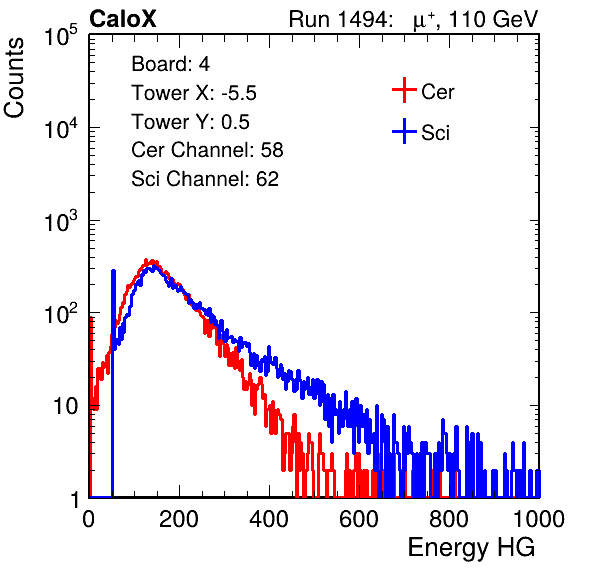 CaloX Run 1494: μ⁺, 110 GeV
Board: 4
Tower X: -5.5
Tower Y: 0.5
Cer Channel: 58
Sci Channel: 62
Cer
Sci
Counts
10⁵
10⁴
10³
10²
10
1
0 200 400 600 800 1000
Energy HG